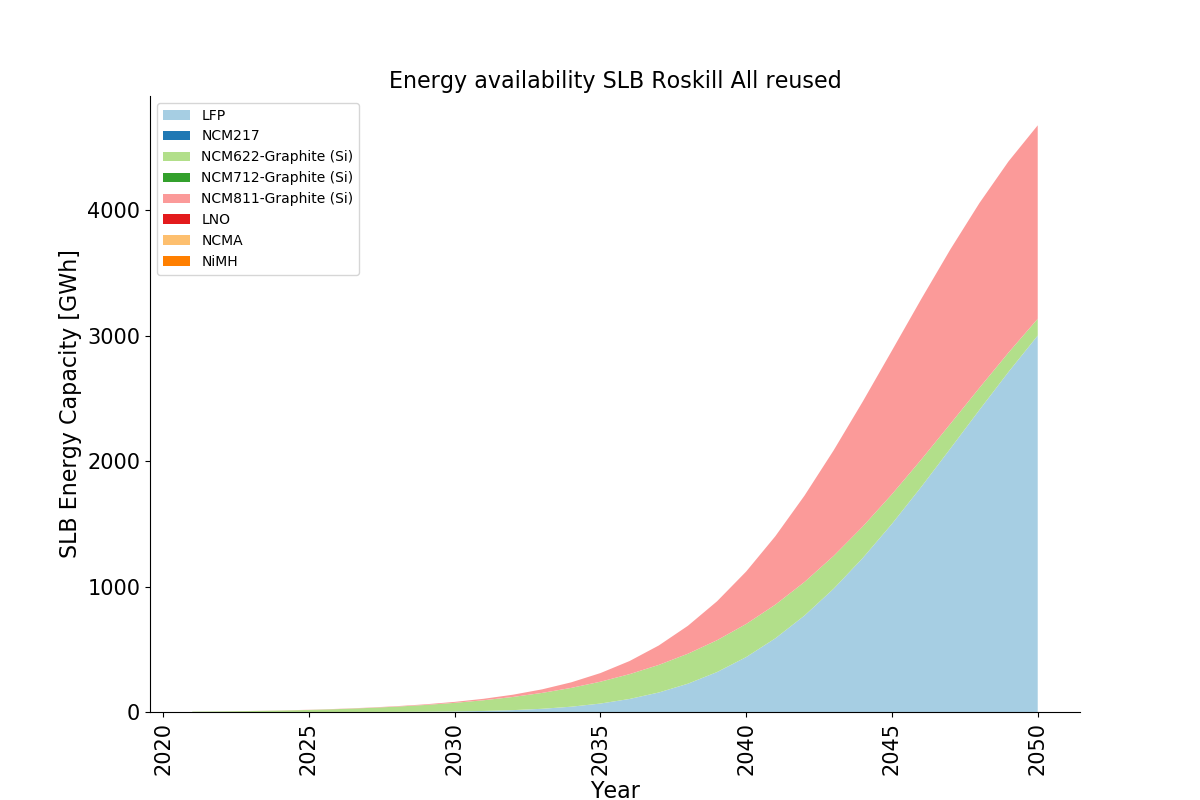 Energy availability SLB Roskill All reused
LFP
NCM217
NCM622-Graphite (Si)
NCM712-Graphite (Si)
NCM811-Graphite (Si)
LNO
NCMA
NiMH
SLB Energy Capacity [GWh]
4000
3000
2000
1000
0
2020
2025
2030
2035
2040
2045
2050
Year